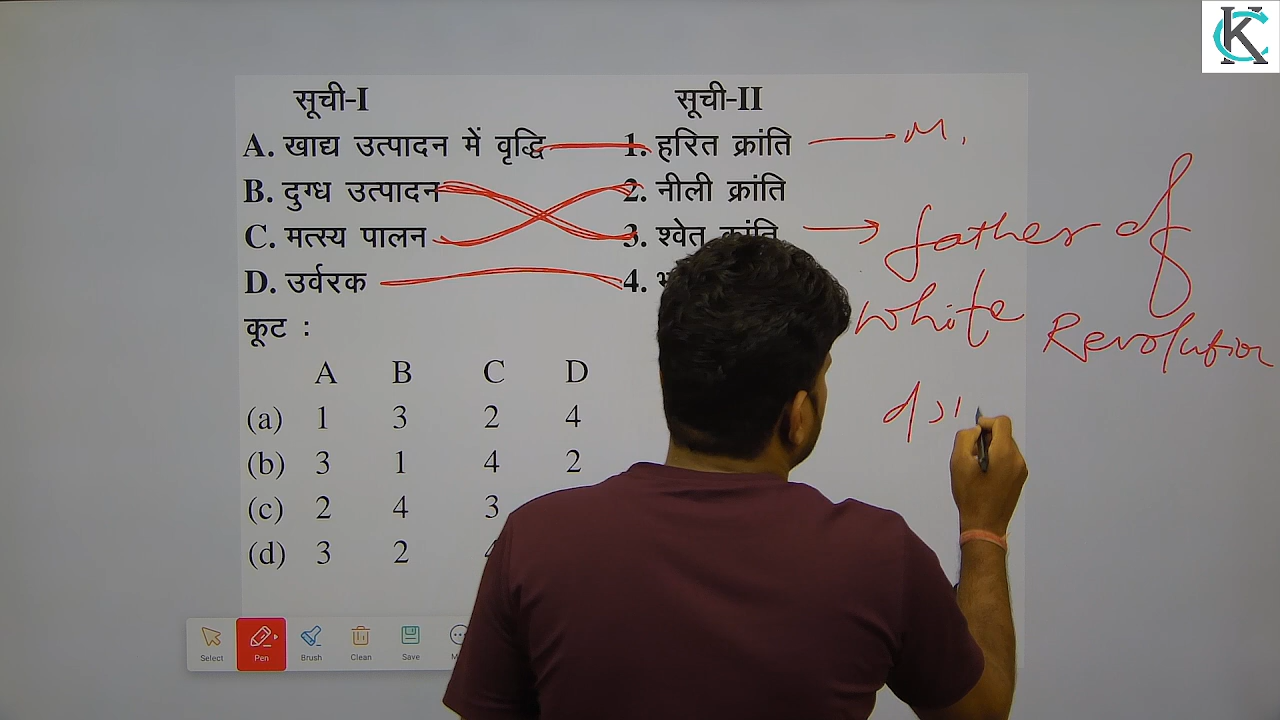 सूची-I सूची-II
A. खाद्य उत्पादन में वृद्धि 1. हरित क्रांति M.
B. दुग्ध उत्पादन 2. नीली क्रांति
C. मत्स्य पालन 3. श्वेत क्रांति father of
D. उर्वरक 4.
White Revolution
कूट :
A B C D
(a) 1 3 2 4
(b) 3 1 4 2
(c) 2 4 3
(d) 3 2
Select Pen Brush Clean Save
KC